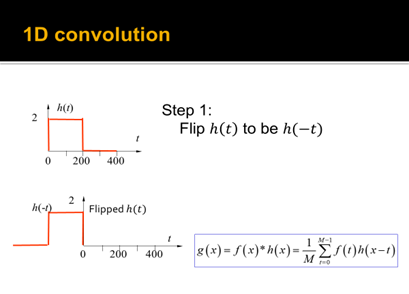 1D convolution
h(t)
2
t
0 200 400
Step 1:
Flip h(t) to be h(−t)
h(-t)
2
Flipped h(t)
t
0 200 400
g(x) = f(x)*h(x) = \frac{1}{M} \sum_{t=0}^{M-1} f(t)h(x−t)